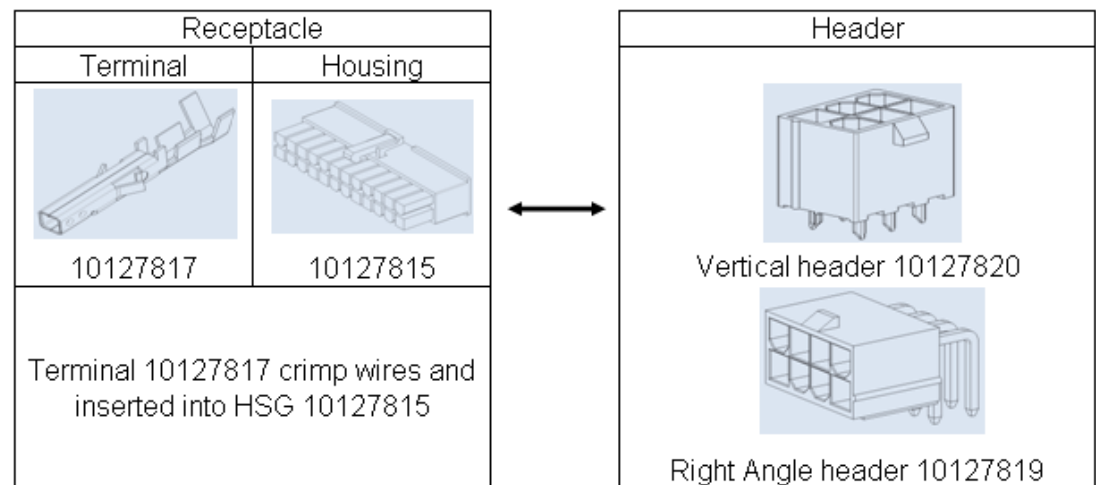 Receptacle
Terminal
Housing
10127817
10127815
Terminal 10127817 crimp wires and
inserted into HSG 10127815
Header
Vertical header 10127820
Right Angle header 10127819